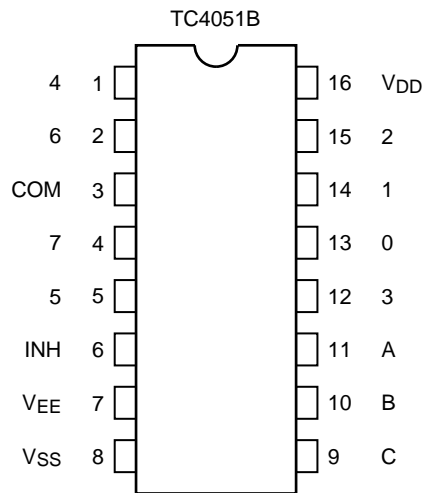 TC4051B
4 1 16 VDD
6 2 15 2
COM 3 14 1
7 4 13 0
5 5 12 3
INH 6 11 A
VEE 7 10 B
VSS 8 9 C